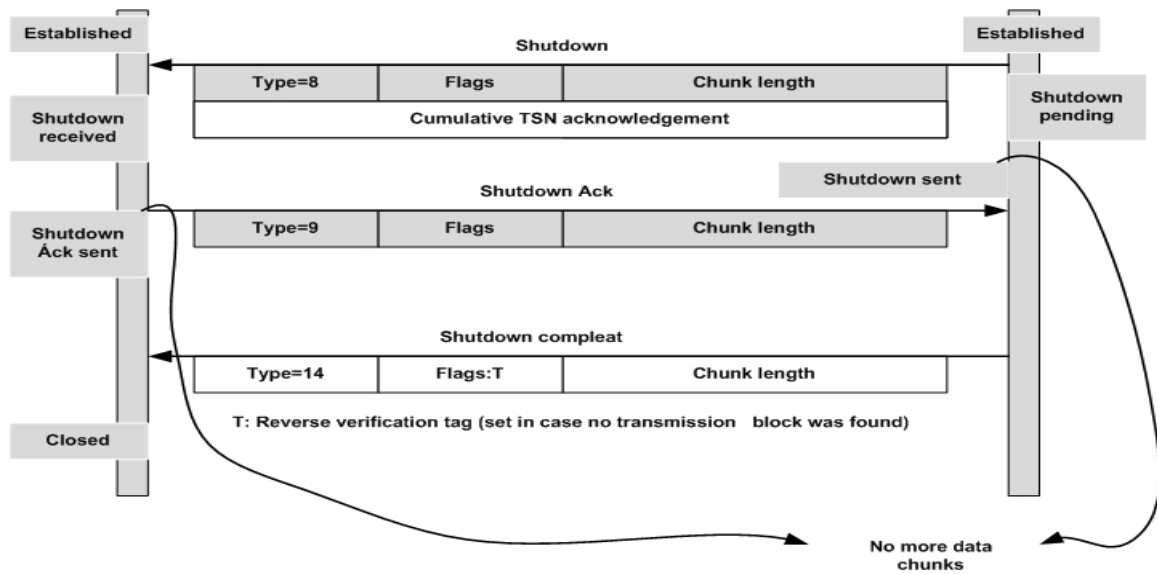 Established
Established
Shutdown
Type=8 Flags Chunk length
Cumulative TSN acknowledgement
Shutdown
received
Shutdown
pending
Shutdown sent
Shutdown Ack
Type=9 Flags Chunk length
Shutdown
Áck sent
Shutdown compleat
Type=14 Flags:T Chunk length
T: Reverse verification tag (set in case no transmission block was found)
Closed
No more data
chunks